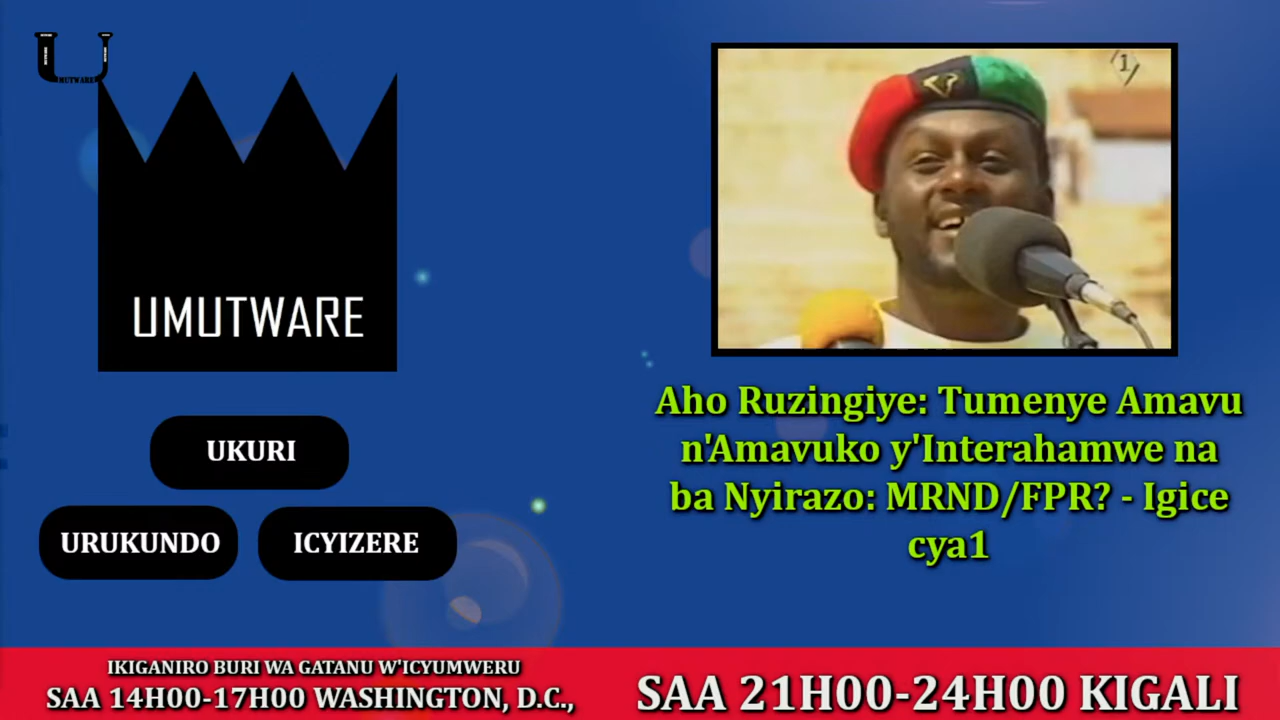 UMUTWARE
UMUTWARE
UKURI
URUKUNDO
ICYIZERE
1
Aho Ruzingiye: Tumenye Amavu
n'Amavuko y'Interahamwe na
ba Nyirazo: MRND/FPR? - Igice
cya1
IKIGANIRO BURI WA GATANU W'ICYUMWERU
SAA 14H00-17H00 WASHINGTON, D.C.,
SAA 21H00-24H00 KIGALI